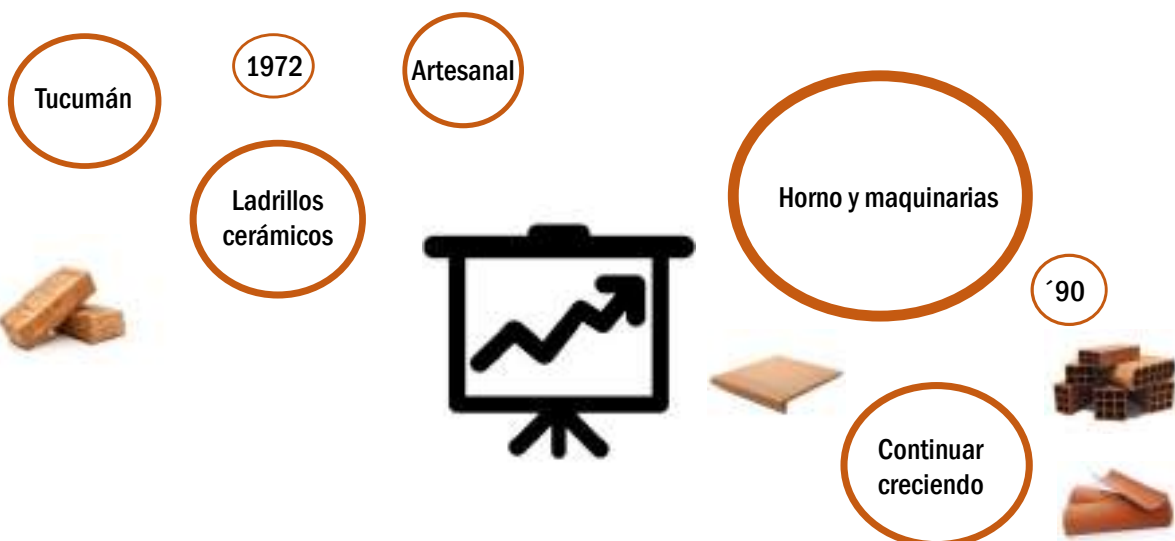 Tucumán
1972
Artesanal
Ladrillos
cerámicos
Horno y maquinarias
´90
Continuar
creciendo